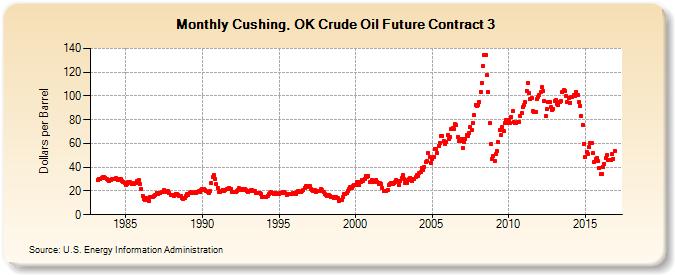 Monthly Cushing, OK Crude Oil Future Contract 3
Dollars per Barrel
140
120
100
80
60
40
20
0
1985 1990 1995 2000 2005 2010 2015
Source: U.S. Energy Information Administration